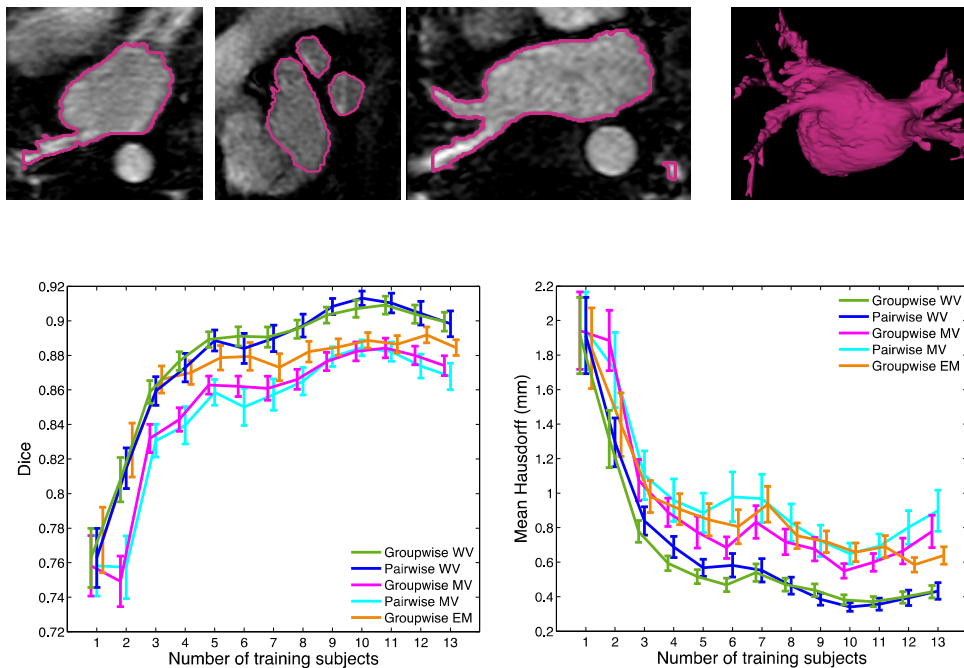 0.92
0.9
0.88
0.86
0.84
0.82
0.8
0.78
0.76
0.74
0.72
Dice
1 2 3 4 5 6 7 8 9 10 11 12 13
Number of training subjects
Groupwise WV
Pairwise WV
Groupwise MV
Pairwise MV
Groupwise EM
2.2
2
1.8
1.6
1.4
1.2
1
0.8
0.6
0.4
0.2
Mean Hausdorff (mm)
1 2 3 4 5 6 7 8 9 10 11 12 13
Number of training subjects
Groupwise WV
Pairwise WV
Groupwise MV
Pairwise MV
Groupwise EM